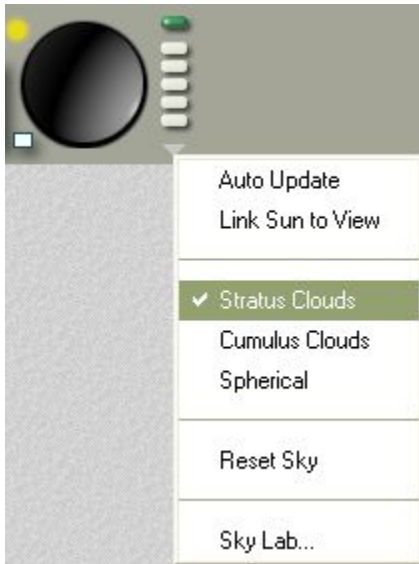 Auto Update
Link Sun to View
Stratus Clouds
Cumulus Clouds
Spherical
Reset Sky
Sky Lab...